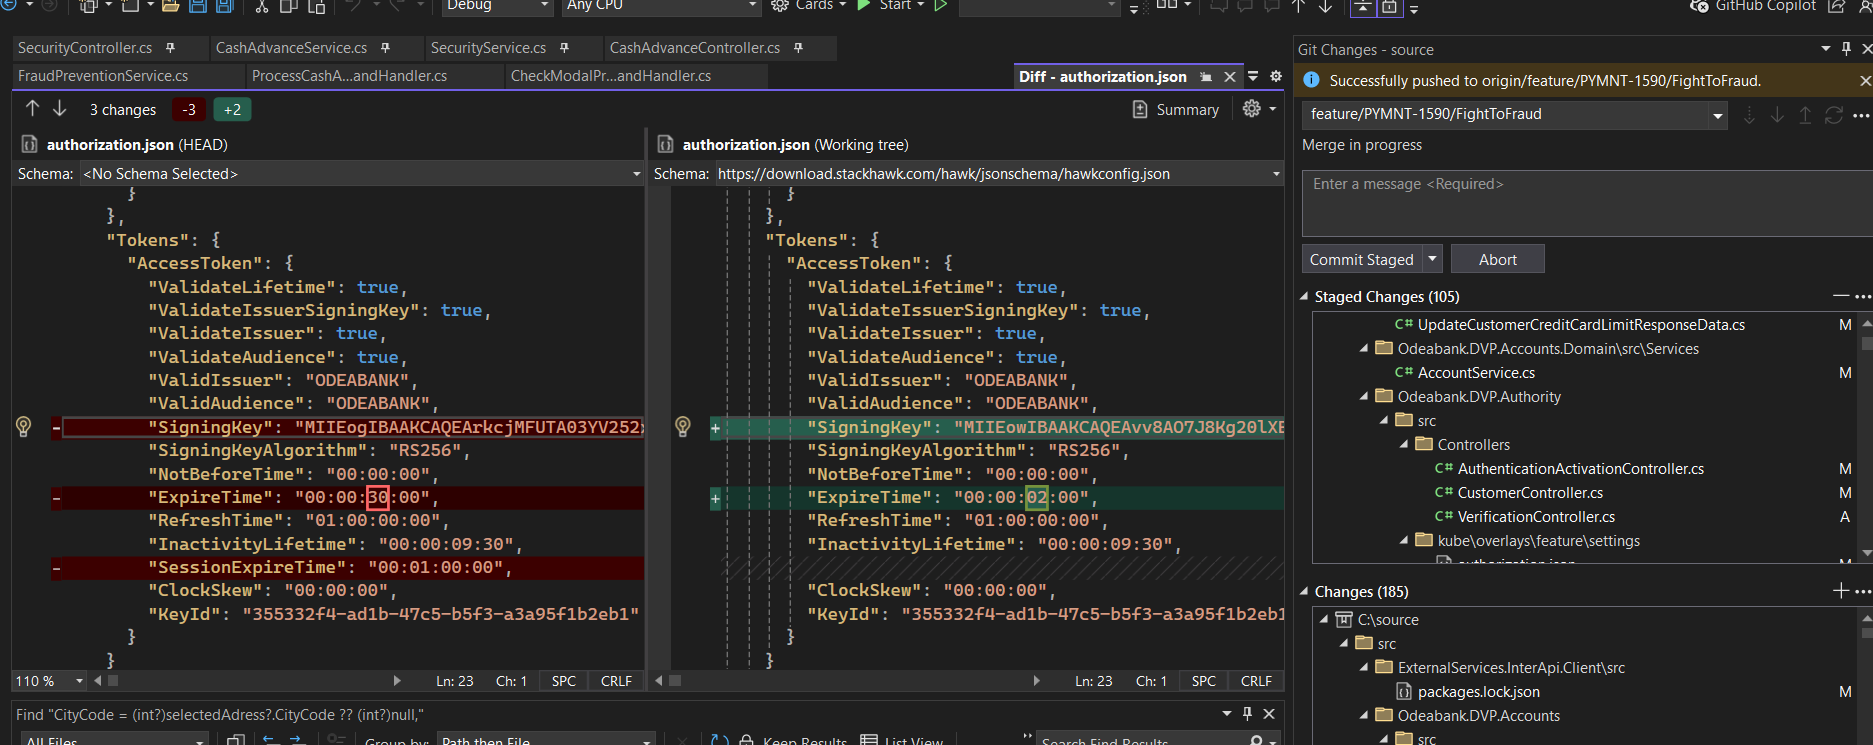 Debug Any CPU Cards Start GitHub Copilot
SecurityController.cs CashAdvanceService.cs SecurityService.cs CashAdvanceController.cs
FraudPreventionService.cs ProcessCashA...andHandler.cs CheckModalPr...andHandler.cs Diff - authorization.json
3 changes -3 +2 Summary
authorization.json (HEAD)
Schema: <No Schema Selected>
}
},
"Tokens": {
"AccessToken": {
"ValidateLifetime": true,
"ValidateIssuerSigningKey": true,
"ValidateIssuer": true,
"ValidateAudience": true,
"ValidIssuer": "ODEABANK",
"ValidAudience": "ODEABANK",
- "SigningKey": "MIIEogIBAAKCAQEArkcjMFUTA03YV252
"SigningKeyAlgorithm": "RS256",
"NotBeforeTime": "00:00:00",
- "ExpireTime": "00:00:30:00",
"RefreshTime": "01:00:00:00",
"InactivityLifetime": "00:00:09:30",
- "SessionExpireTime": "00:01:00:00",
"ClockSkew": "00:00:00",
"KeyId": "355332f4-ad1b-47c5-b5f3-a3a95f1b2eb1"
}
}
110 % Ln: 23 Ch: 1 SPC CRLF
authorization.json (Working tree)
Schema: https://download.stackhawk.com/hawk/jsonschema/hawkconfig.json
}
},
"Tokens": {
"AccessToken": {
"ValidateLifetime": true,
"ValidateIssuerSigningKey": true,
"ValidateIssuer": true,
"ValidateAudience": true,
"ValidIssuer": "ODEABANK",
"ValidAudience": "ODEABANK",
+ "SigningKey": "MIIEowIBAAKCAQEAvv8AO7J8Kg20lXE
"SigningKeyAlgorithm": "RS256",
"NotBeforeTime": "00:00:00",
+ "ExpireTime": "00:00:02:00",
"RefreshTime": "01:00:00:00",
"InactivityLifetime": "00:00:09:30",
"ClockSkew": "00:00:00",
"KeyId": "355332f4-ad1b-47c5-b5f3-a3a95f1b2eb1
}
}
Ln: 23 Ch: 1 SPC CRLF
Find "CityCode = (int?)selectedAdress?.CityCode ?? (int?)null,"
All Files Group by: Path then File Keep Results List View Search Find Results
Git Changes - source
Successfully pushed to origin/feature/PYMNT-1590/FightToFraud.
feature/PYMNT-1590/FightToFraud
Merge in progress
Enter a message <Required>
Commit Staged Abort
Staged Changes (105)
C# UpdateCustomerCreditCardLimitResponseData.cs M
Odeabank.DVP.Accounts.Domain\src\Services
C# AccountService.cs M
Odeabank.DVP.Authority
src
Controllers
C# AuthenticationActivationController.cs M
C# CustomerController.cs M
C# VerificationController.cs A
kube\overlays\feature\settings
authorization.json M
Changes (185)
C:\source
src
ExternalServices.InterApi.Client\src
packages.lock.json M
Odeabank.DVP.Accounts
src